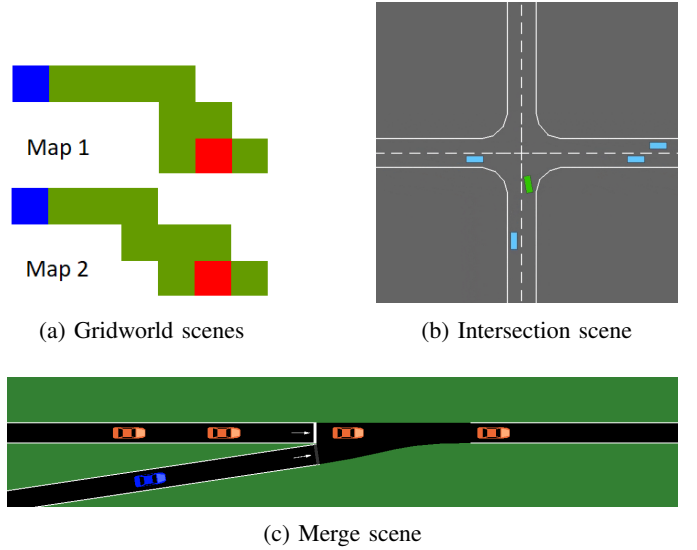 Map 1
Map 2
(a) Gridworld scenes
(b) Intersection scene
(c) Merge scene